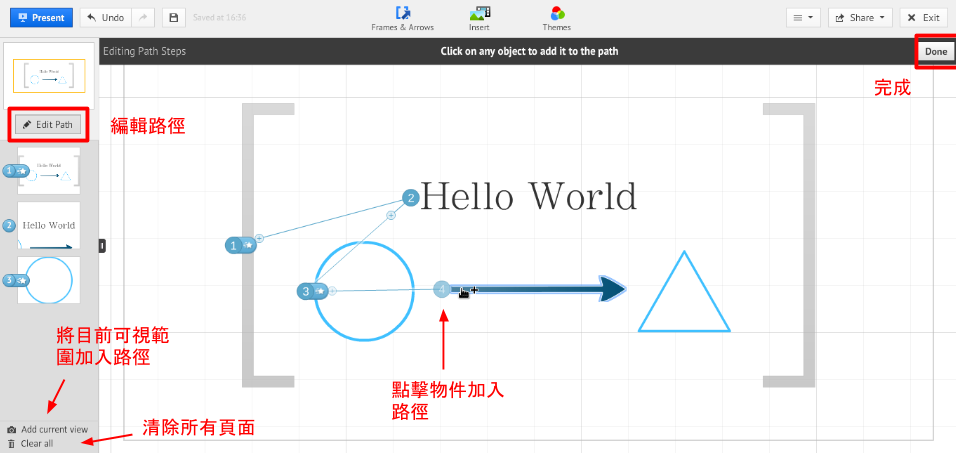 Present
Undo
Saved at 16:56
Frames & Arrows
Insert
Themes
Share
Exit
Editing Path Steps
Click on any object to add it to the path
Done
完成
Edit Path
編輯路徑
Hello World
1
Hello World
2
Hello World
3
2
Hello World
1
3
4
將目前可視範
圍加入路徑
點擊物件加入
路徑
Add current view
Clear all
清除所有頁面